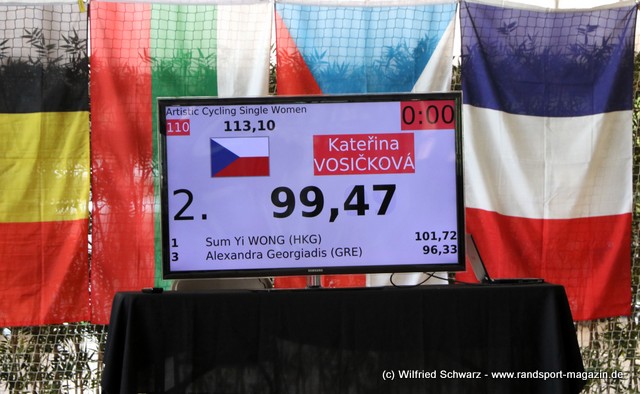 Artistic Cycling Single Women
0:00
110 113,10
Kateřina
VOSIČKOVÁ
2. 99,47
1 Sum Yi WONG (HKG) 101,72
3 Alexandra Georgiadis (GRE) 96,33
SAMSUNG
(c) Wilfried Schwarz - www.randsport-magazin.de